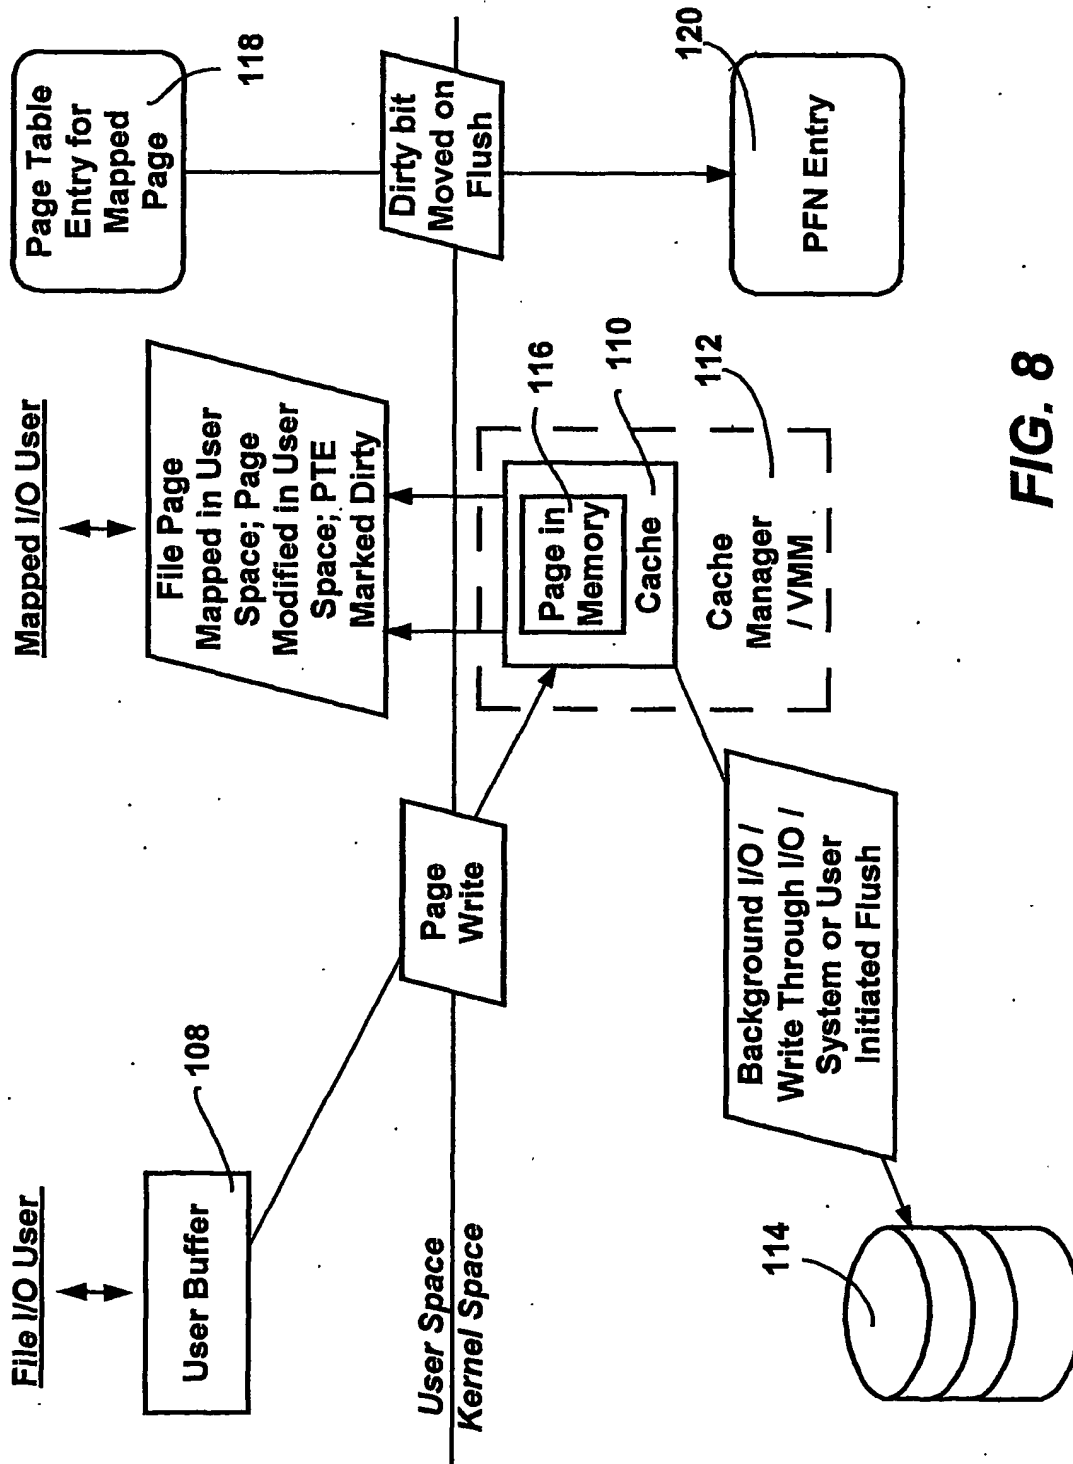 File I/O User
User Buffer
108
User Space
Kernel Space
Page
Write
Mapped I/O User
File Page
Mapped in User
Space; Page
Modified in User
Space; PTE
Marked Dirty
Page Table
Entry for
Mapped
Page
118
Dirty bit
Moved on
Flush
Page in
Memory
Cache
116
110
Cache
Manager
/ VMM
112
PFN Entry
120
Background I/O /
Write Through I/O /
System or User
Initiated Flush
114
FIG. 8